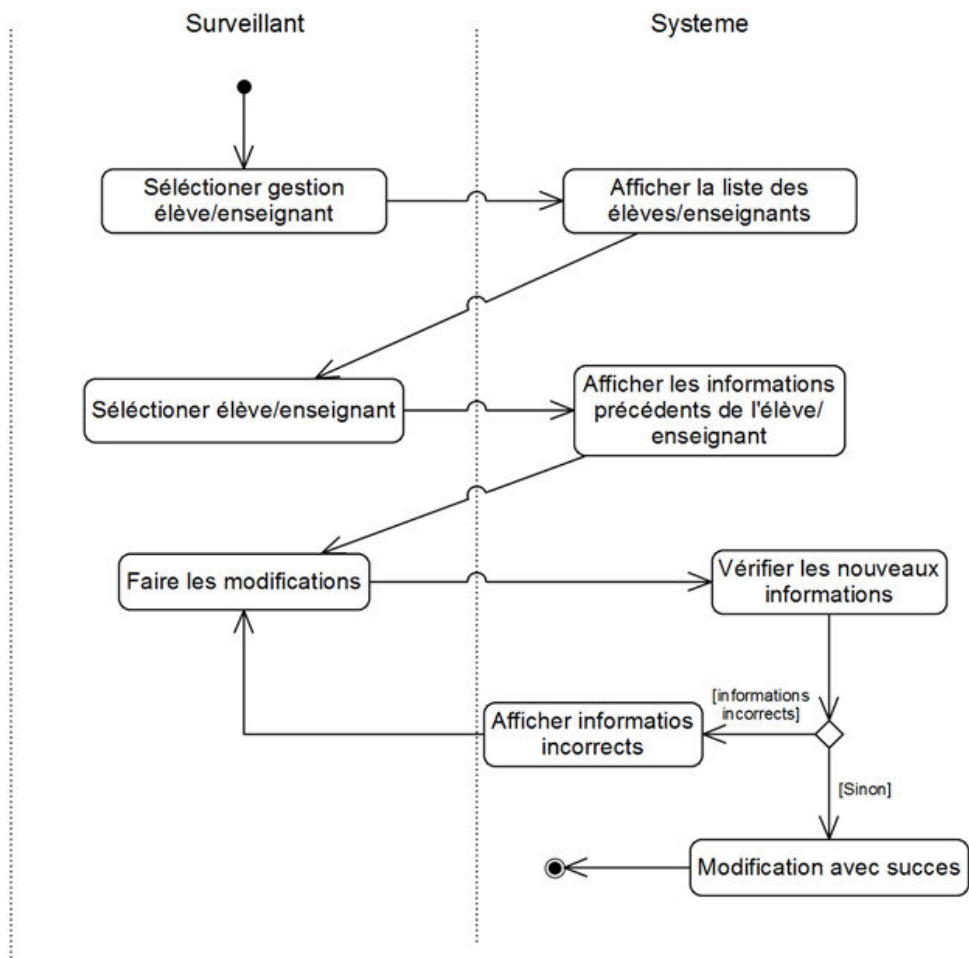 Surveillant
Systeme
Séléctioner gestion
élève/enseignant
Afficher la liste des
élèves/enseignants
Séléctioner élève/enseignant
Afficher les informations
précédents de l'élève/
enseignant
Faire les modifications
Vérifier les nouveaux
informations
[informations
incorrects]
Afficher informatios
incorrects
[Sinon]
Modification avec succes